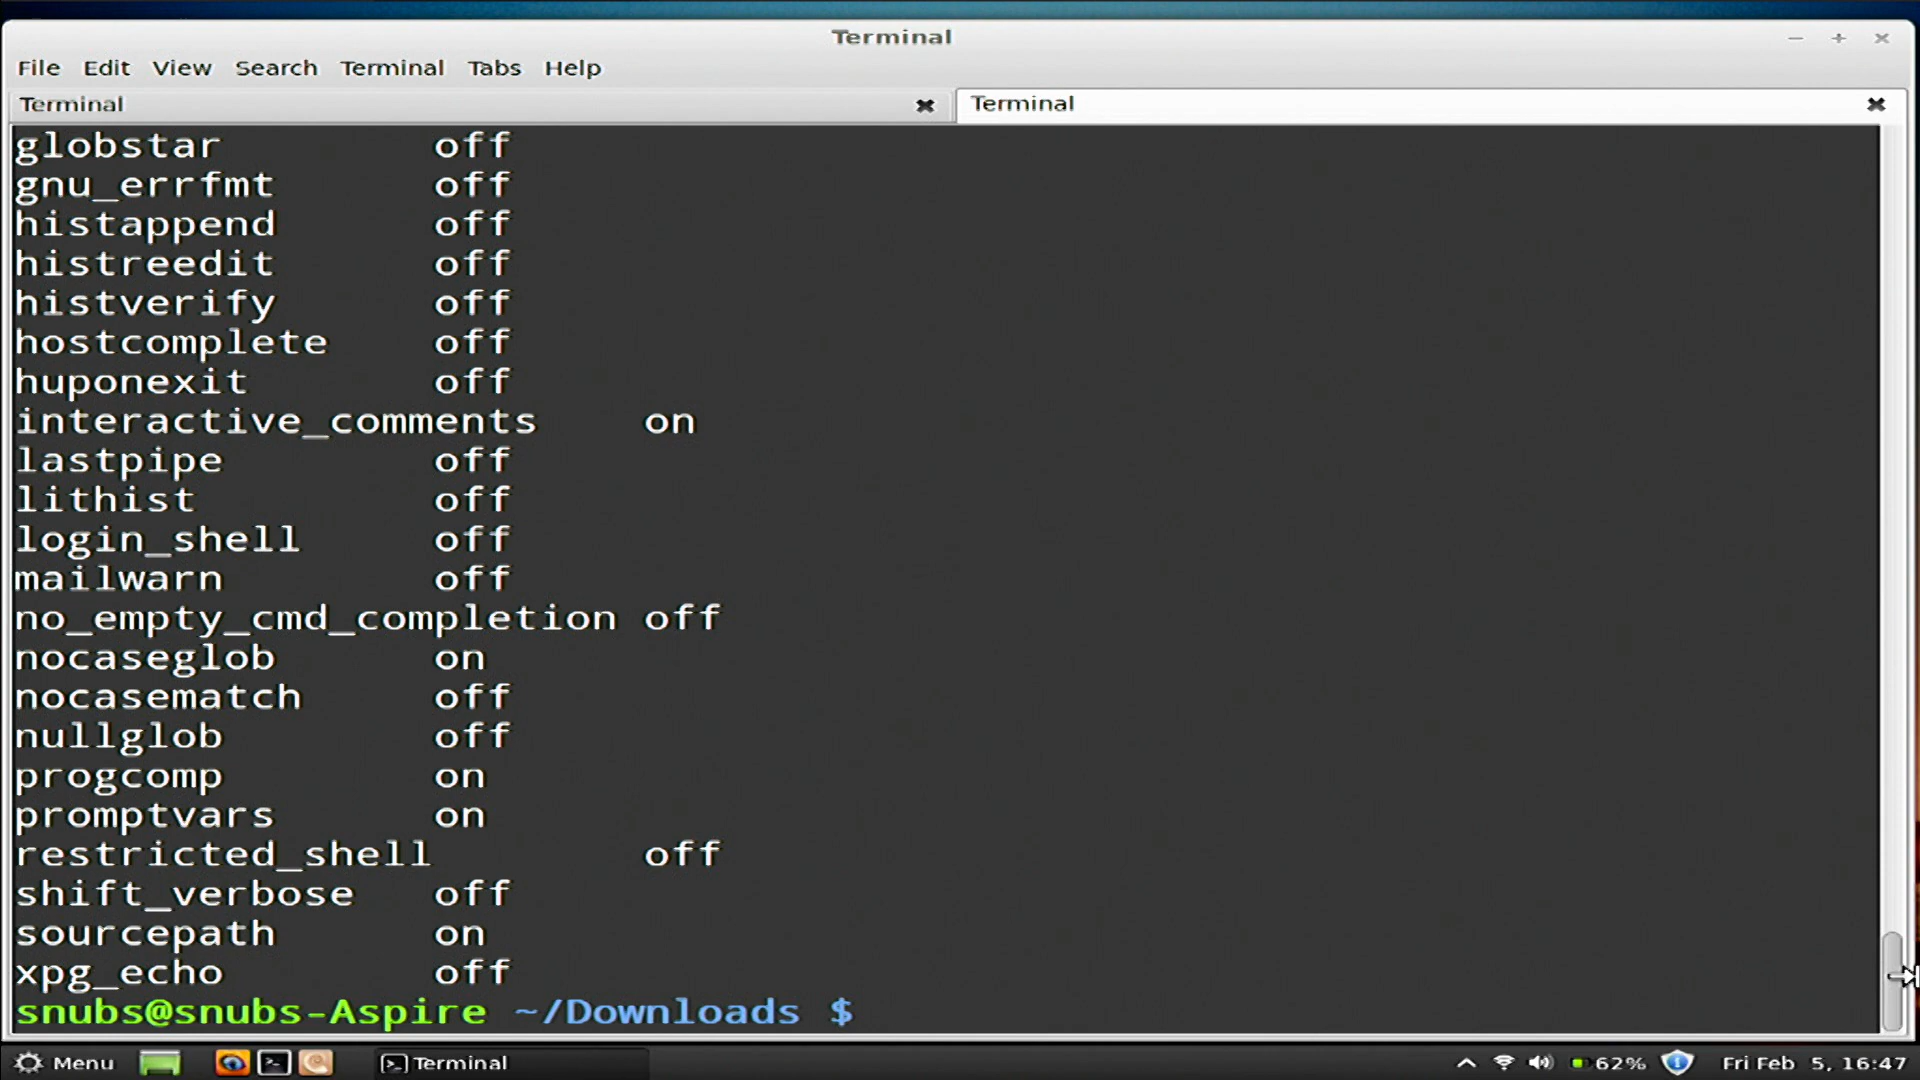 Terminal
File Edit View Search Terminal Tabs Help
Terminal Terminal
globstar off
gnu_errfmt off
histappend off
histreedit off
histverify off
hostcomplete off
huponexit off
interactive_comments on
lastpipe off
lithist off
login_shell off
mailwarn off
no_empty_cmd_completion off
nocaseglob on
nocasematch off
nullglob off
progcomp on
promptvars on
restricted_shell off
shift_verbose off
sourcepath on
xpg_echo off
snubs@snubs-Aspire ~/Downloads $
Menu Terminal 62% Fri Feb 5, 16:47